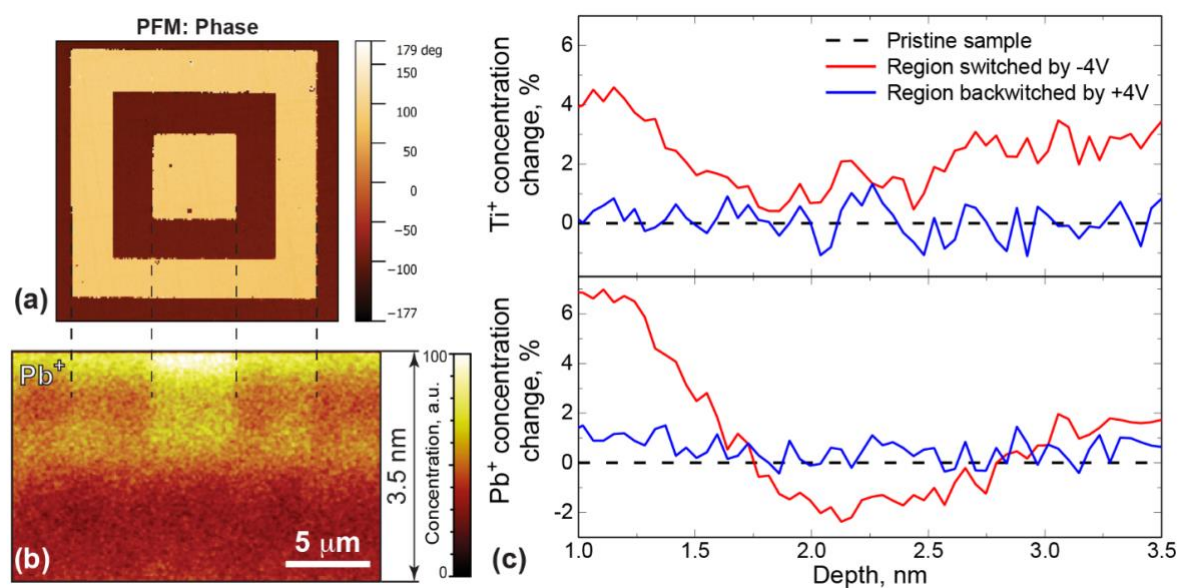 PFM: Phase
179 deg
150
100
50
0
−50
−100
−177
(a)
Pb⁺
100
Concentration, a.u.
0
3.5 nm
5 μm
(b)
6
4
2
0
Ti⁺ concentration
change, %
Pristine sample
Region switched by -4V
Region backwitched by +4V
6
4
2
0
-2
Pb⁺ concentration
change, %
1.0 1.5 2.0 2.5 3.0 3.5
Depth, nm
(c)